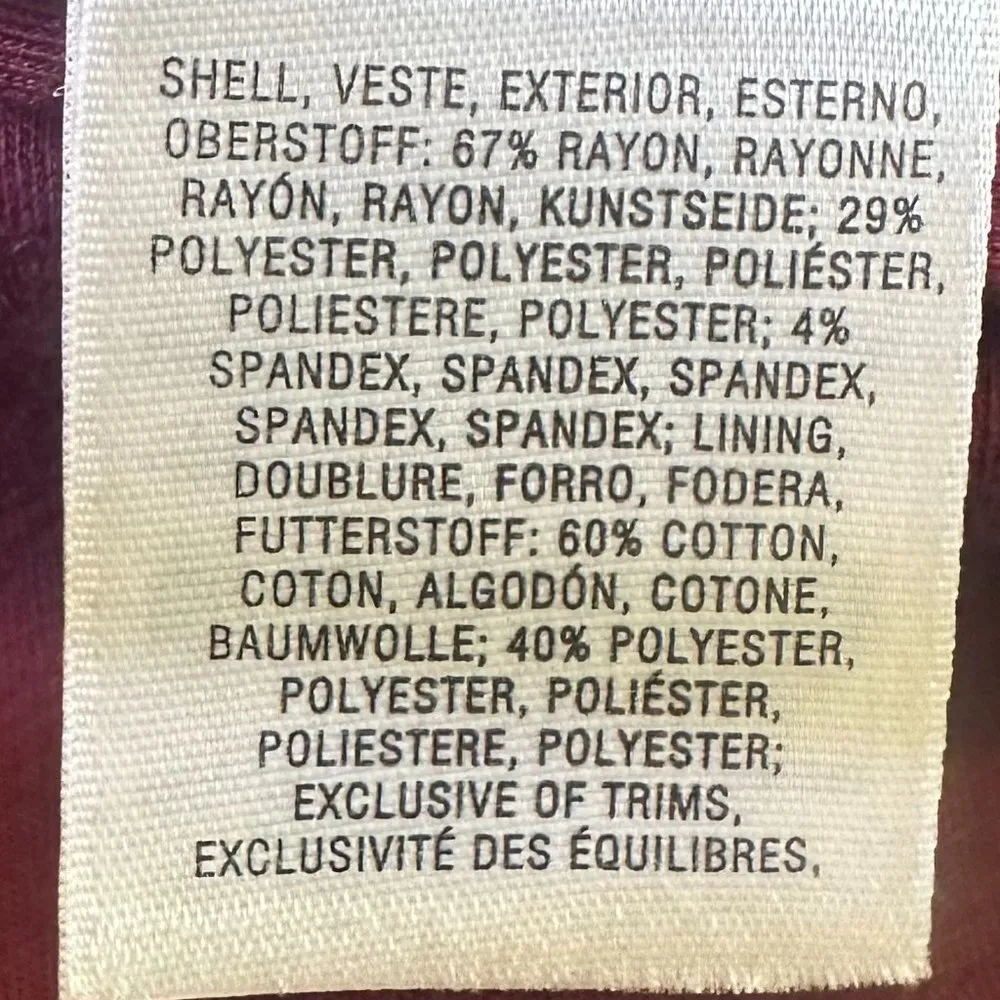 SHELL, VESTE, EXTERIOR, ESTERNO,
OBERSTOFF: 67% RAYON, RAYONNE,
RAYÓN, RAYON, KUNSTSEIDE; 29%
POLYESTER, POLYESTER, POLIÉSTER,
POLIESTERE, POLYESTER; 4%
SPANDEX, SPANDEX, SPANDEX,
SPANDEX, SPANDEX; LINING,
DOUBLURE, FORRO, FODERA,
FUTTERSTOFF: 60% COTTON,
COTON, ALGODÓN, COTONE,
BAUMWOLLE; 40% POLYESTER,
POLYESTER, POLIÉSTER,
POLIESTERE, POLYESTER;
EXCLUSIVE OF TRIMS,
EXCLUSIVITÉ DES ÉQUILIBRES,